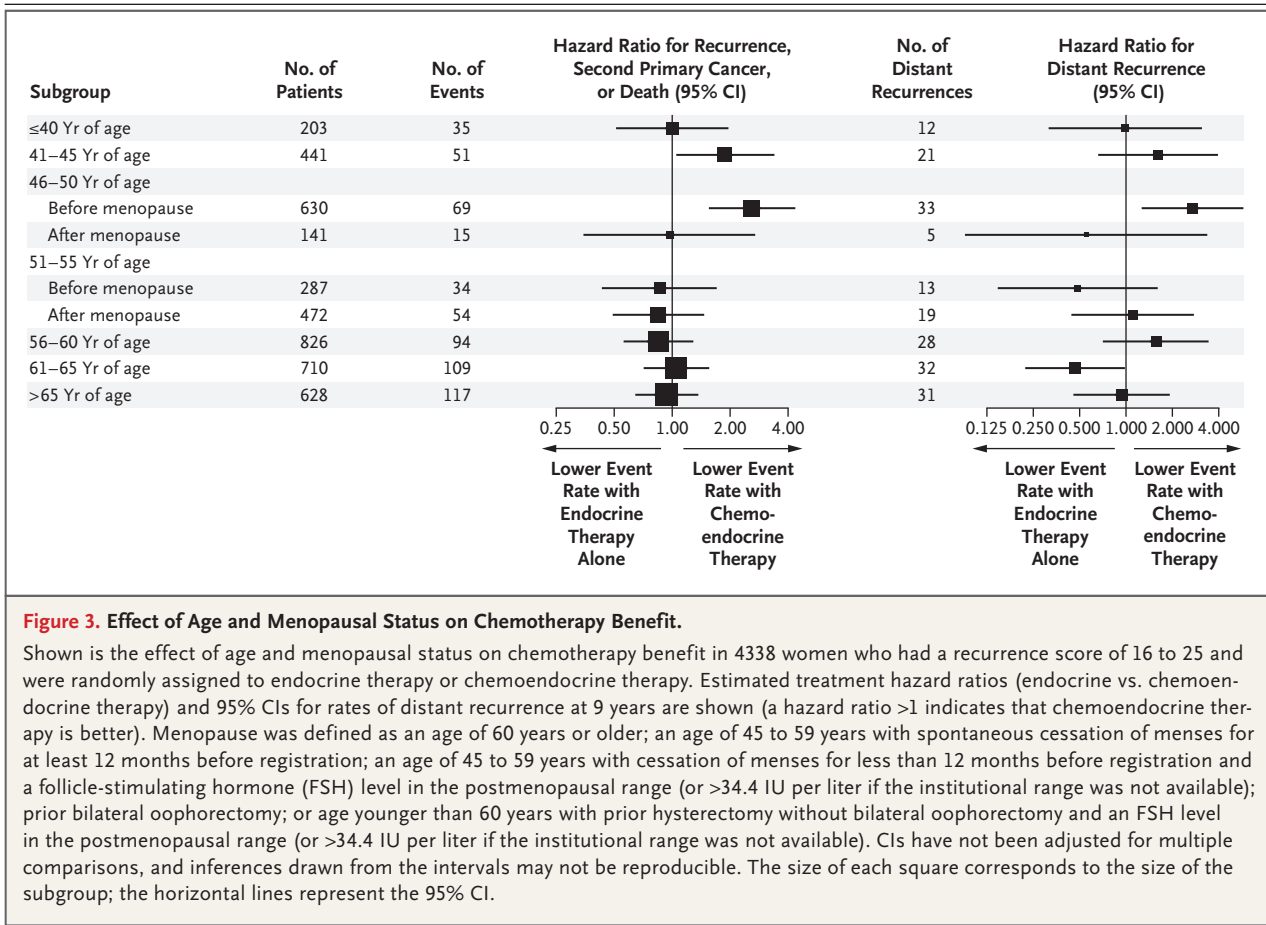 Subgroup
No. of
Patients
No. of
Events
Hazard Ratio for Recurrence,
Second Primary Cancer,
or Death (95% CI)
No. of
Distant
Recurrences
Hazard Ratio for
Distant Recurrence
(95% CI)
≤40 Yr of age 203 35 12
41–45 Yr of age 441 51 21
46–50 Yr of age
Before menopause 630 69 33
After menopause 141 15 5
51–55 Yr of age
Before menopause 287 34 13
After menopause 472 54 19
56–60 Yr of age 826 94 28
61–65 Yr of age 710 109 32
>65 Yr of age 628 117 31
0.25 0.50 1.00 2.00 4.00
0.125 0.250 0.500 1.000 2.000 4.000
Lower Event
Rate with
Endocrine
Therapy
Alone
Lower Event
Rate with
Chemo-
endocrine
Therapy
Lower Event
Rate with
Endocrine
Therapy
Alone
Lower Event
Rate with
Chemo-
endocrine
Therapy
Figure 3. Effect of Age and Menopausal Status on Chemotherapy Benefit.
Shown is the effect of age and menopausal status on chemotherapy benefit in 4338 women who had a recurrence score of 16 to 25 and
were randomly assigned to endocrine therapy or chemoendocrine therapy. Estimated treatment hazard ratios (endocrine vs. chemoen-
docrine therapy) and 95% CIs for rates of distant recurrence at 9 years are shown (a hazard ratio >1 indicates that chemoendocrine ther-
apy is better). Menopause was defined as an age of 60 years or older; an age of 45 to 59 years with spontaneous cessation of menses for
at least 12 months before registration; an age of 45 to 59 years with cessation of menses for less than 12 months before registration and
a follicle-stimulating hormone (FSH) level in the postmenopausal range (or >34.4 IU per liter if the institutional range was not available);
prior bilateral oophorectomy; or age younger than 60 years with prior hysterectomy without bilateral oophorectomy and an FSH level
in the postmenopausal range (or >34.4 IU per liter if the institutional range was not available). CIs have not been adjusted for multiple
comparisons, and inferences drawn from the intervals may not be reproducible. The size of each square corresponds to the size of the
subgroup; the horizontal lines represent the 95% CI.